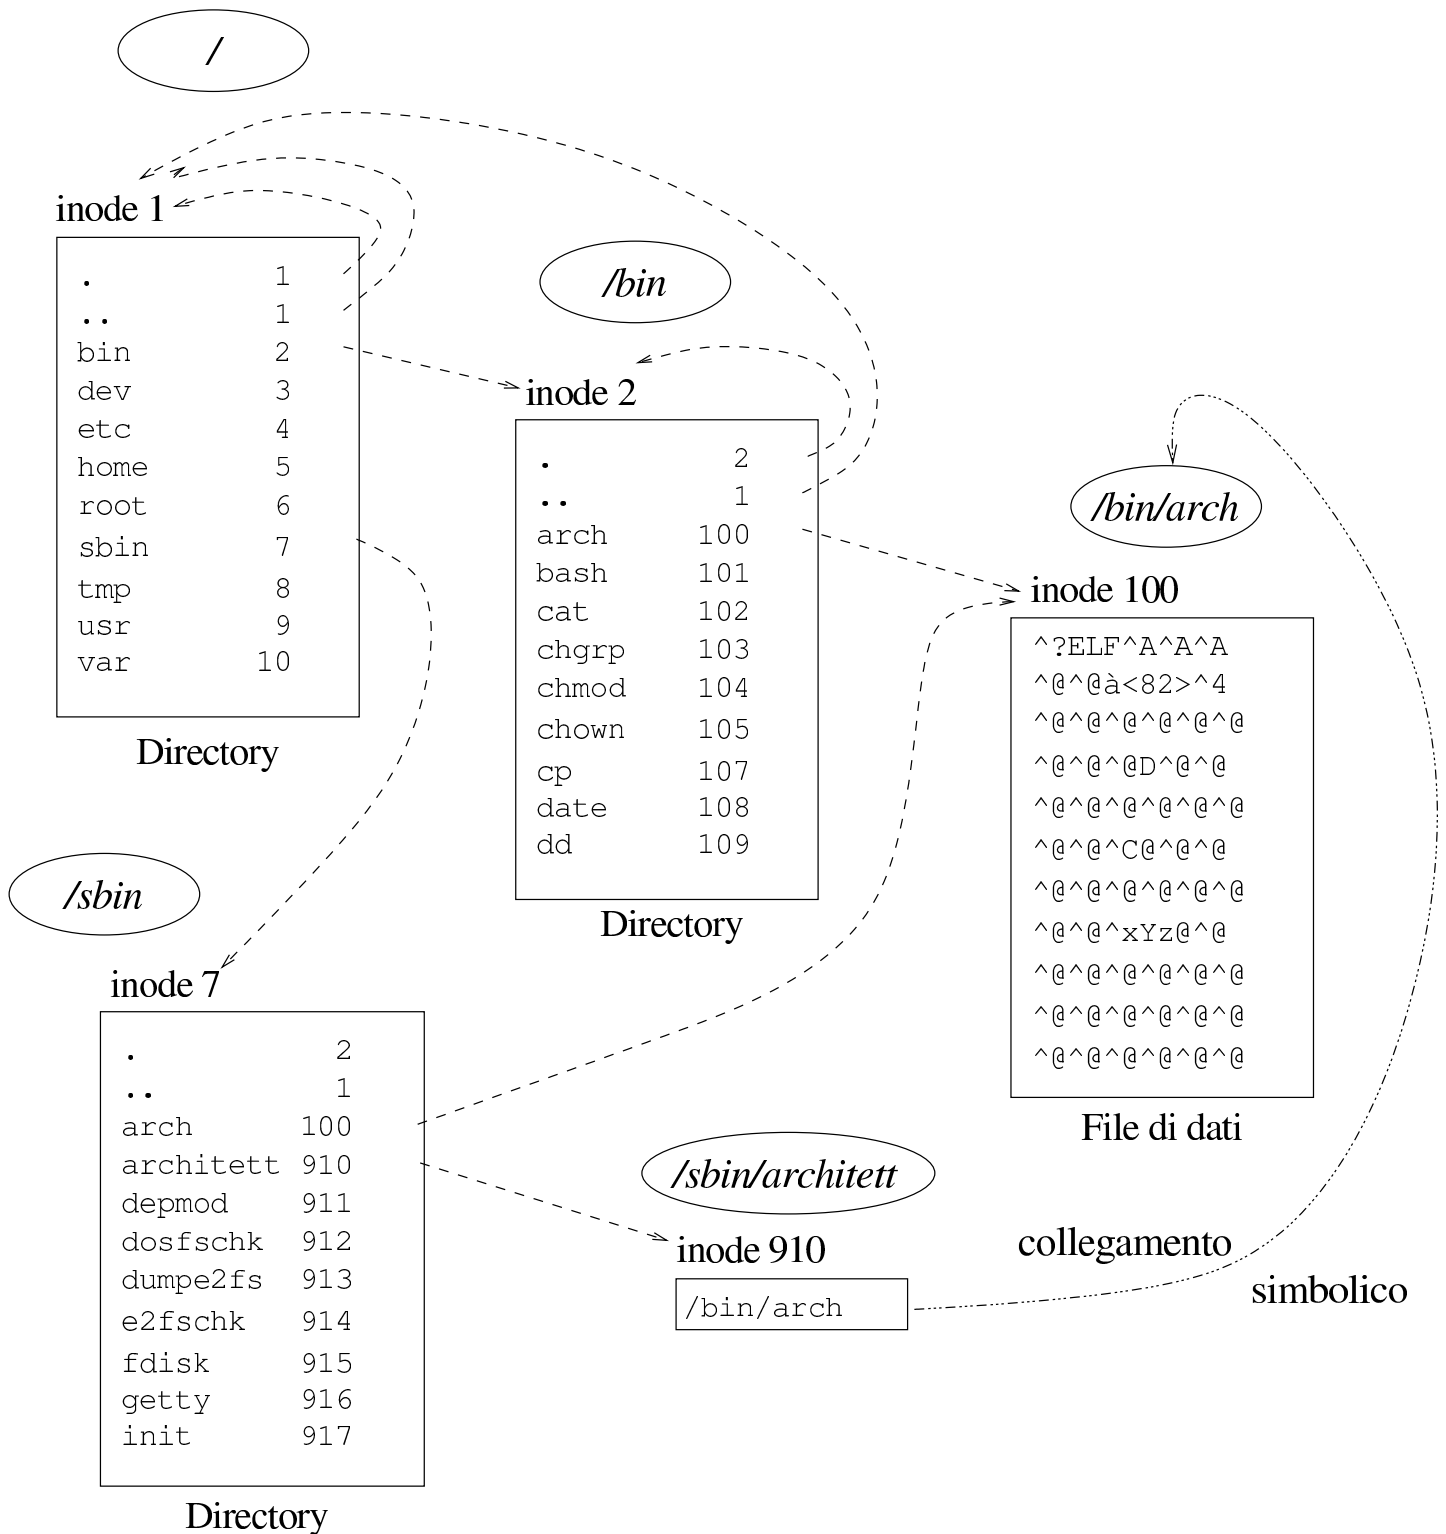 /
inode 1
. 1
.. 1
bin 2
dev 3
etc 4
home 5
root 6
sbin 7
tmp 8
usr 9
var 10
Directory
/bin
inode 2
. 2
.. 1
arch 100
bash 101
cat 102
chgrp 103
chmod 104
chown 105
cp 107
date 108
dd 109
Directory
/bin/arch
inode 100
^?ELF^A^A^A
^@^@à<82>^4
^@^@^@^@^@^@
^@^@^@D^@^@
^@^@^@^@^@^@
^@^@^C@^@^@
^@^@^@^@^@^@
^@^@^xYz@^@
^@^@^@^@^@^@
^@^@^@^@^@^@
^@^@^@^@^@^@
File di dati
/sbin
inode 7
. 2
.. 1
arch 100
architett 910
depmod 911
dosfschk 912
dumpe2fs 913
e2fschk 914
fdisk 915
getty 916
init 917
Directory
/sbin/architett
inode 910
/bin/arch
collegamento
simbolico